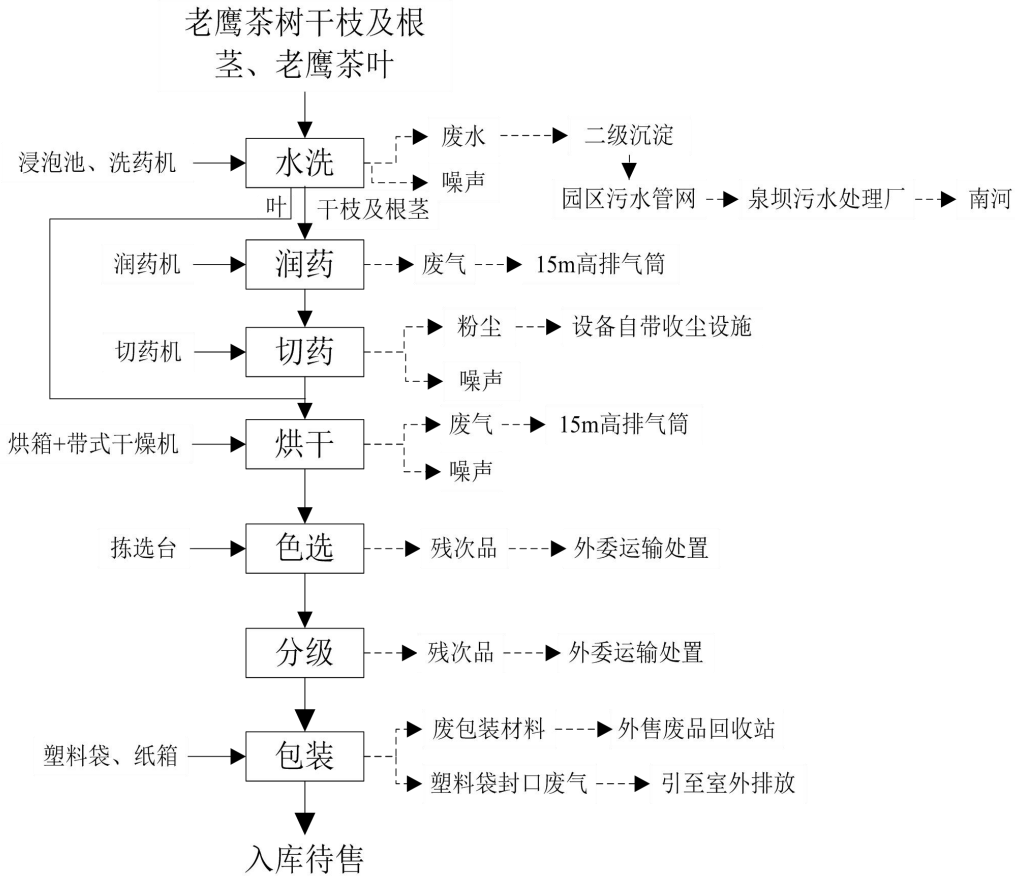 老鹰茶树干枝及根
茎、老鹰茶叶
浸泡池、洗药机
水洗
废水
二级沉淀
噪声
园区污水管网
泉坝污水处理厂
南河
叶
干枝及根茎
润药机
润药
废气
15m高排气筒
切药机
切药
粉尘
设备自带收尘设施
噪声
烘箱+带式干燥机
烘干
废气
15m高排气筒
噪声
拣选台
色选
残次品
外委运输处置
分级
残次品
外委运输处置
塑料袋、纸箱
包装
废包装材料
外售废品回收站
塑料袋封口废气
引至室外排放
入库待售